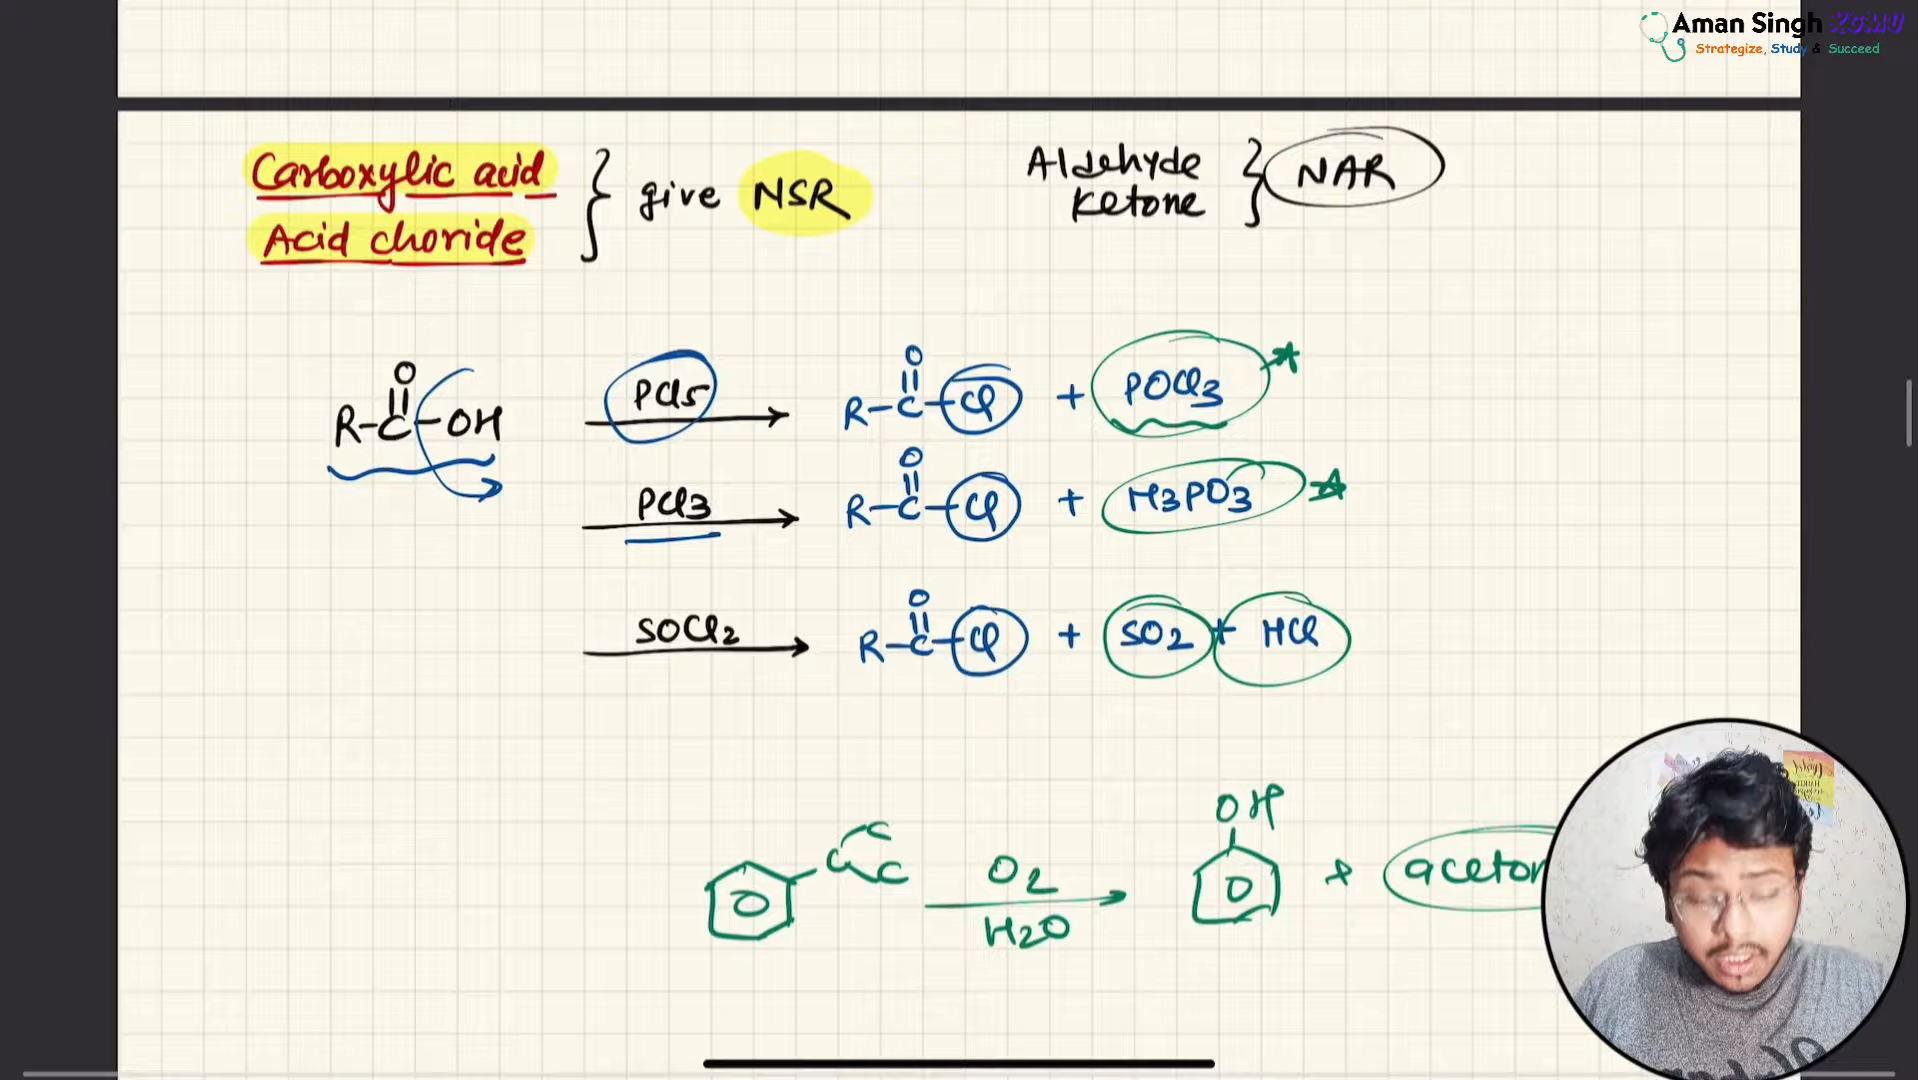 Aman Singh
Strategize, Study & Succeed
Carboxylic acid
Acid choride
give NSR
Aldehyde
Ketone
NAR
R-C-OH
O
PCl5
R-C-Cl + POCl3
O
PCl3
R-C-Cl + H3PO3
O
SOCl2
R-C-Cl + SO2 + HCl
O
C
C
C
O2
H2O
OH
+ aceton